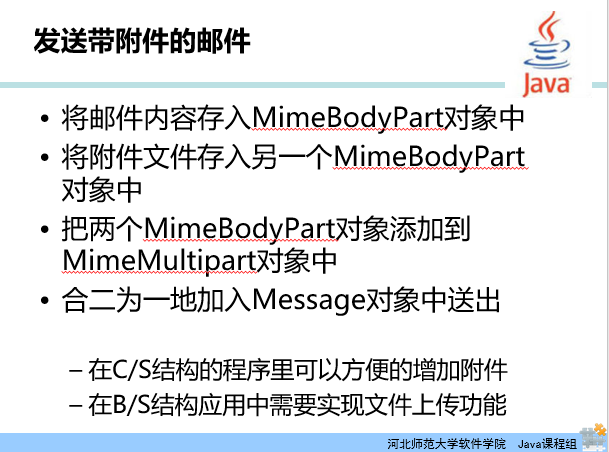 发送带附件的邮件
Java
• 将邮件内容存入MimeBodyPart对象中
• 将附件文件存入另一个MimeBodyPart
对象中
• 把两个MimeBodyPart对象添加到
MimeMultipart对象中
• 合二为一地加入Message对象中送出
– 在C/S结构的程序里可以方便的增加附件
– 在B/S结构应用中需要实现文件上传功能
河北师范大学软件学院 Java课程组